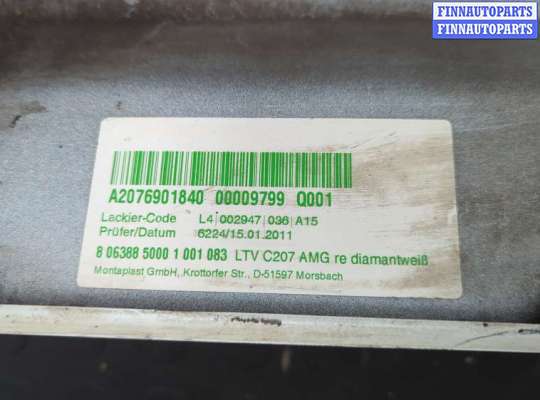 FINNAUTOPARTS
FINNAUTOPARTS
A2076901840 00009799 Q001
Lackier-Code L4|002947|036|A15
Prüfer/Datum 6224/15.01.2011
8 06388 5000 1 001 083 LTV C207 AMG re diamantweiß
Montaplast GmbH, Krottorfer Str., D-51597 Morsbach